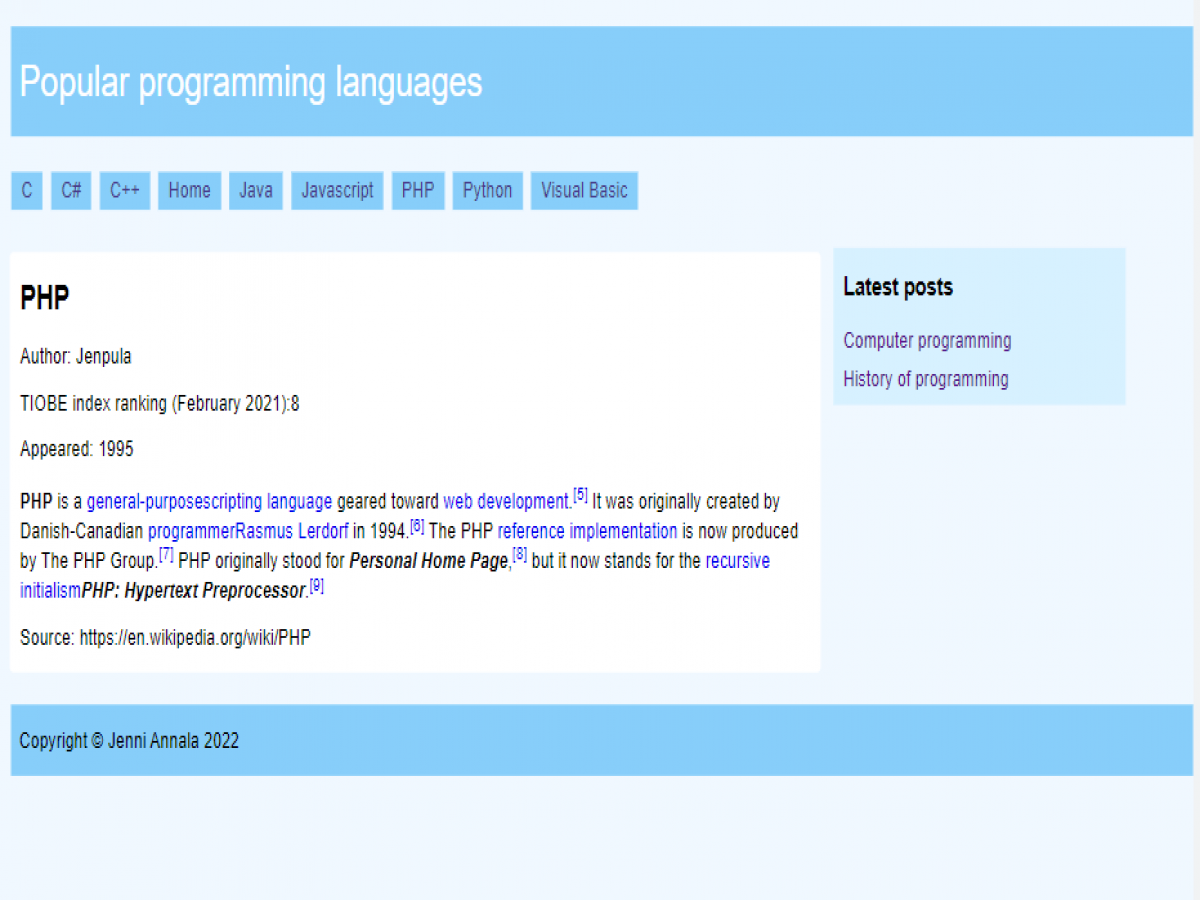 Popular programming languages
C C# C++ Home Java Javascript PHP Python Visual Basic
PHP
Author: Jenpula
TIOBE index ranking (February 2021):8
Appeared: 1995
PHP is a general-purposescripting language geared toward web development.[5] It was originally created by
Danish-Canadian programmerRasmus Lerdorf in 1994.[6] The PHP reference implementation is now produced
by The PHP Group.[7] PHP originally stood for Personal Home Page,[8] but it now stands for the recursive
initialismPHP: Hypertext Preprocessor.[9]
Source: https://en.wikipedia.org/wiki/PHP
Latest posts
Computer programming
History of programming
Copyright © Jenni Annala 2022